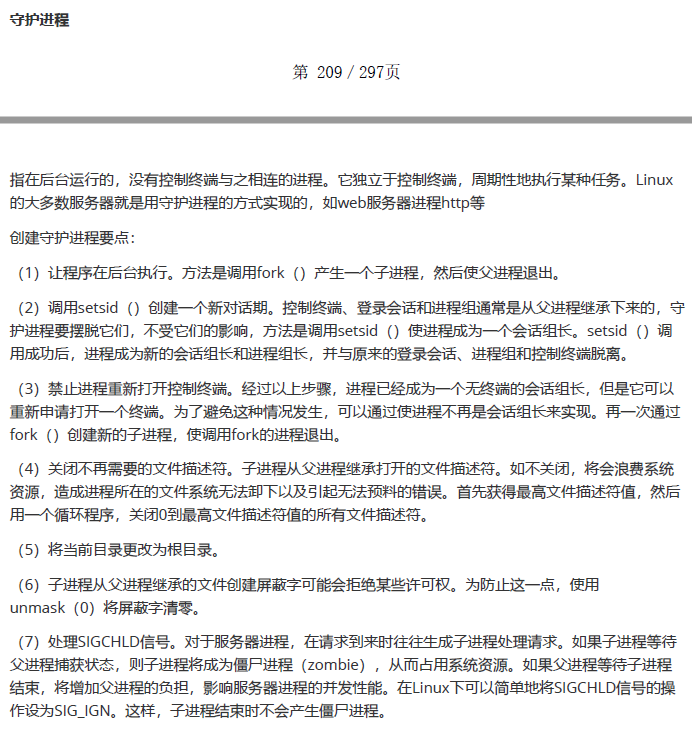 守护进程
第 209 / 297页
指在后台运行的，没有控制终端与之相连的进程。它独立于控制终端，周期性地执行某种任务。Linux
的大多数服务器就是用守护进程的方式实现的，如web服务器进程http等
创建守护进程要点：
（1）让程序在后台执行。方法是调用fork（）产生一个子进程，然后使父进程退出。
（2）调用setsid（）创建一个新对话期。控制终端、登录会话和进程组通常是从父进程继承下来的，守
护进程要摆脱它们，不受它们的影响，方法是调用setsid（）使进程成为一个会话组长。setsid（）调
用成功后，进程成为新的会话组长和进程组长，并与原来的登录会话、进程组和控制终端脱离。
（3）禁止进程重新打开控制终端。经过以上步骤，进程已经成为一个无终端的会话组长，但是它可以
重新申请打开一个终端。为了避免这种情况发生，可以通过使进程不再是会话组长来实现。再一次通过
fork（）创建新的子进程，使调用fork的进程退出。
（4）关闭不再需要的文件描述符。子进程从父进程继承打开的文件描述符。如不关闭，将会浪费系统
资源，造成进程所在的文件系统无法卸下以及引起无法预料的错误。首先获得最高文件描述符值，然后
用一个循环程序，关闭0到最高文件描述符值的所有文件描述符。
（5）将当前目录更改为根目录。
（6）子进程从父进程继承的文件创建屏蔽字可能会拒绝某些许可权。为防止这一点，使用
unmask（0）将屏蔽字清零。
（7）处理SIGCHLD信号。对于服务器进程，在请求到来时往往生成子进程处理请求。如果子进程等待
父进程捕获状态，则子进程将成为僵尸进程（zombie），从而占用系统资源。如果父进程等待子进程
结束，将增加父进程的负担，影响服务器进程的并发性能。在Linux下可以简单地将SIGCHLD信号的操
作设为SIG_IGN。这样，子进程结束时不会产生僵尸进程。